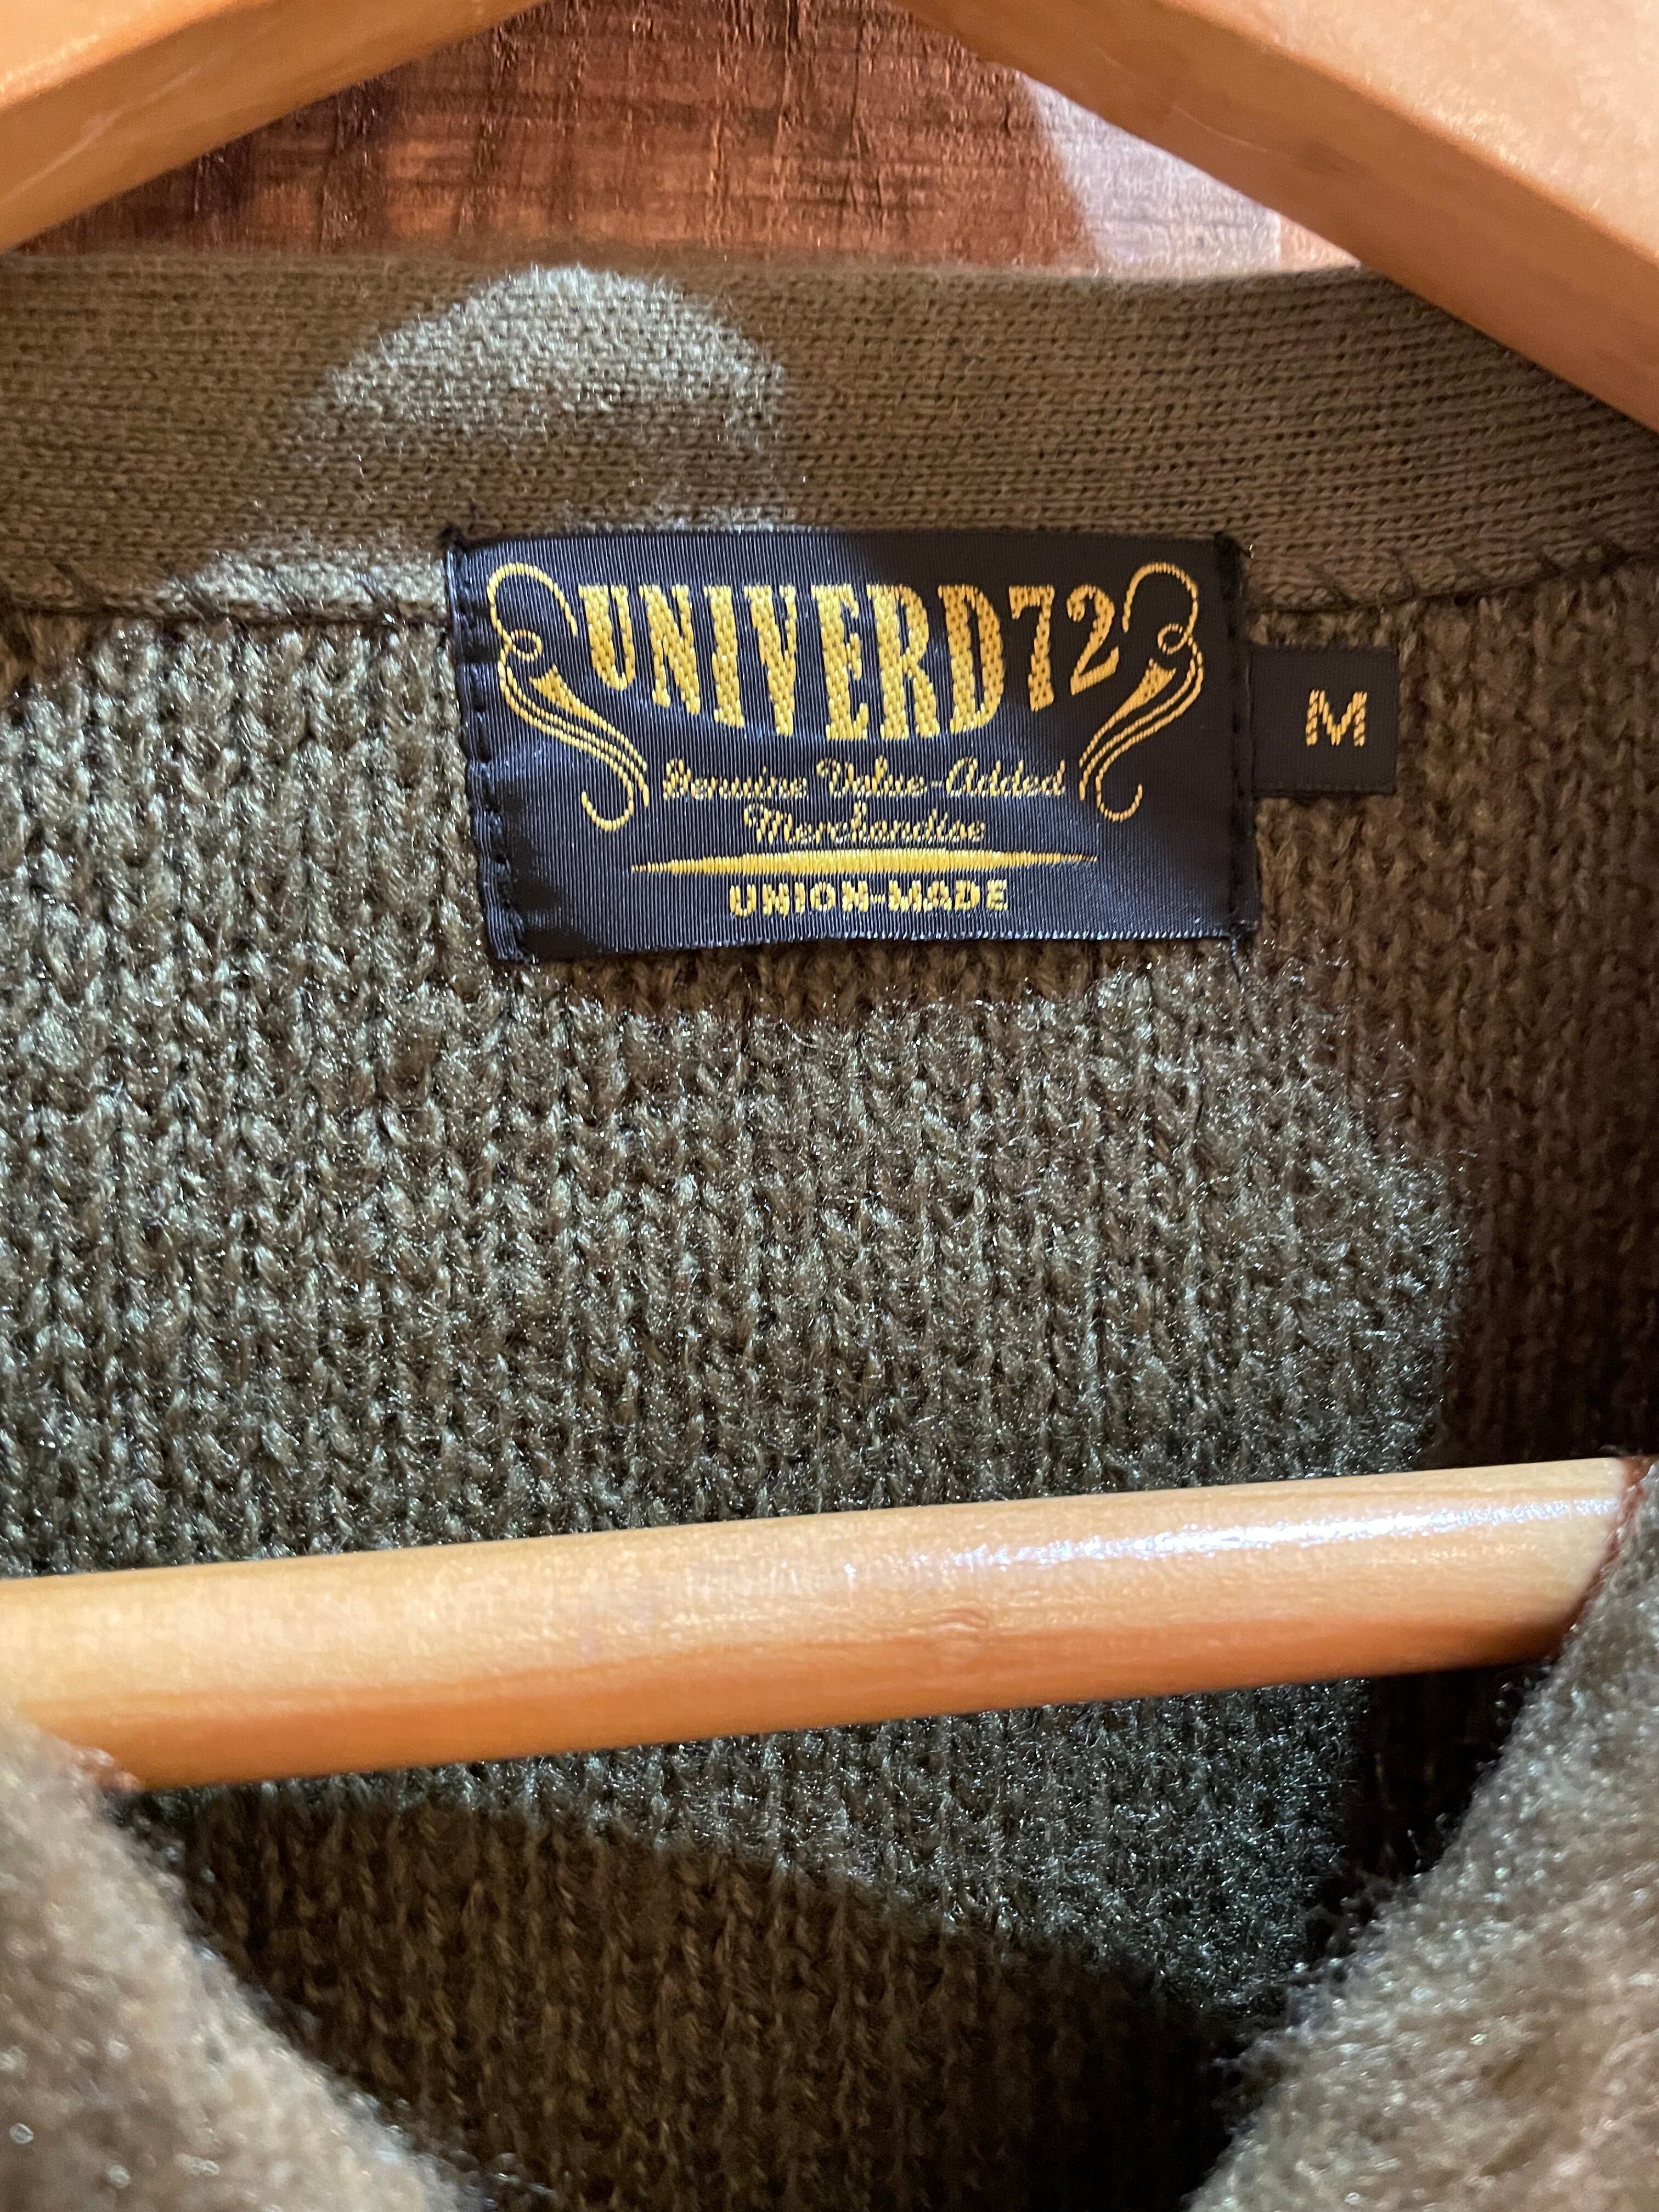 UNIVERD72
Genuine Value-Added
Merchandise
UNION-MADE
M